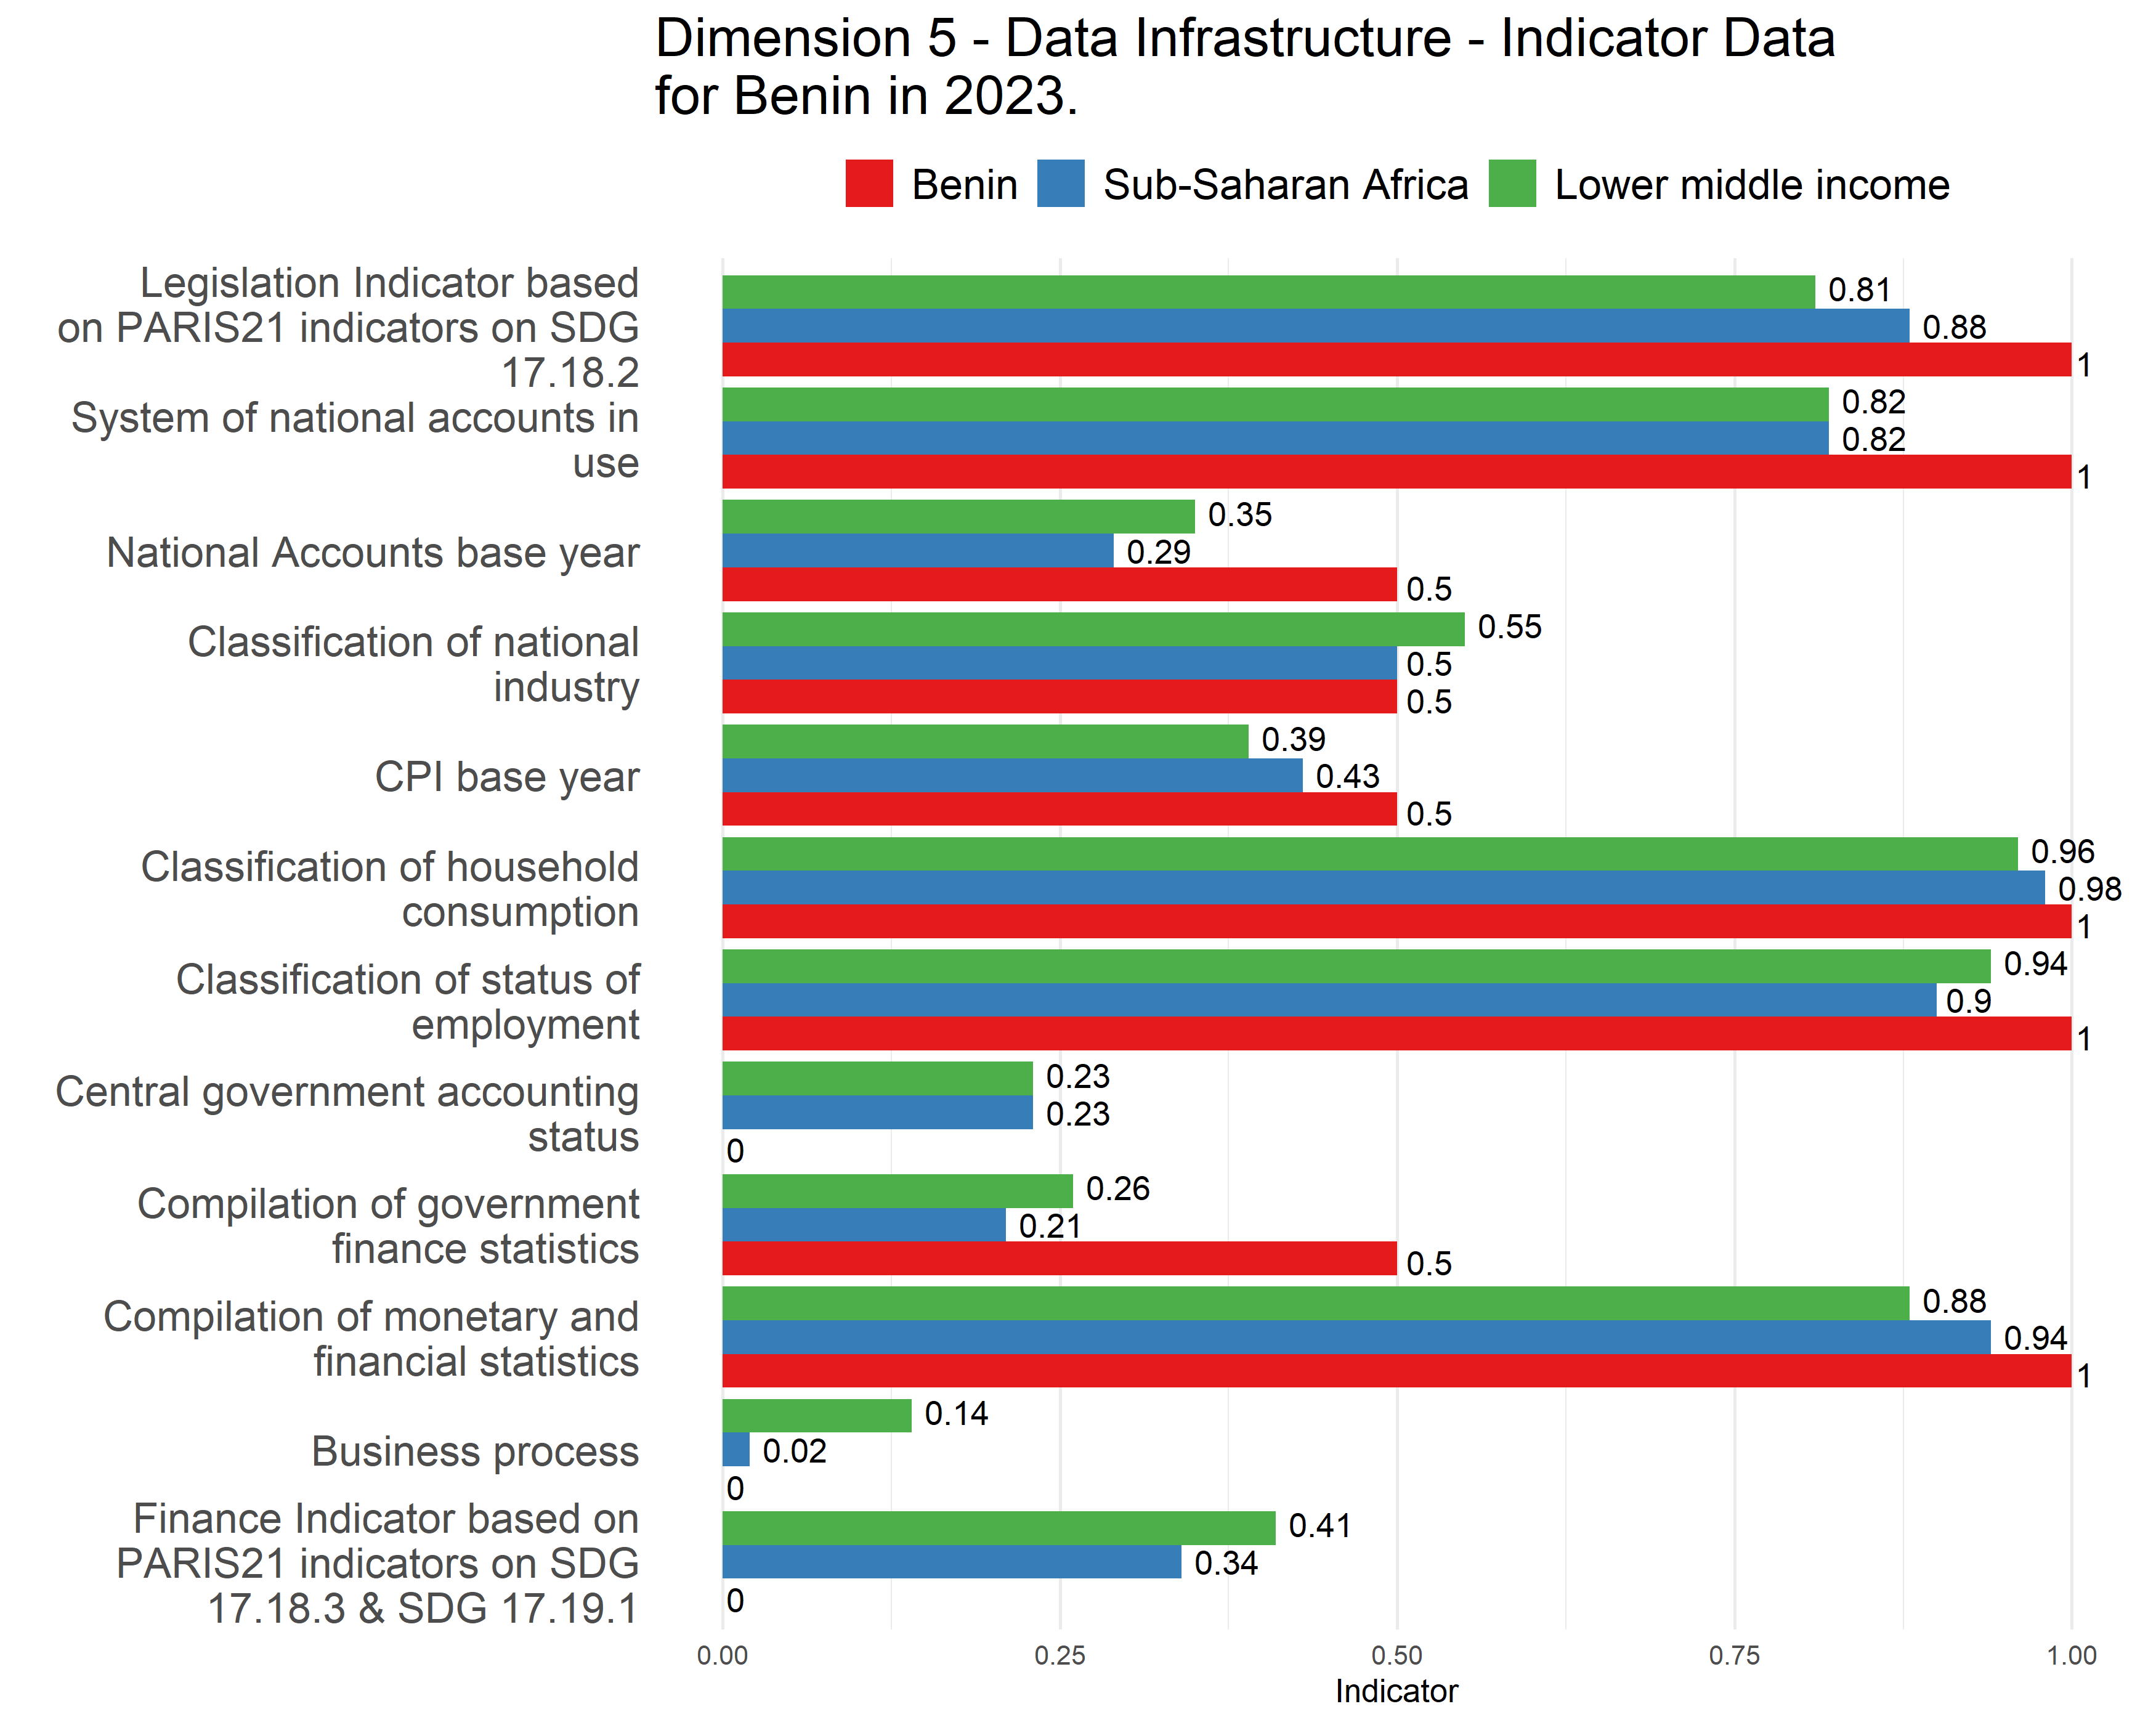 Dimension 5 - Data Infrastructure - Indicator Data
for Benin in 2023.
Benin
Sub-Saharan Africa
Lower middle income
Legislation Indicator based
on PARIS21 indicators on SDG
17.18.2
0.81
0.88
1
System of national accounts in
use
0.82
0.82
1
National Accounts base year
0.35
0.29
0.5
Classification of national
industry
0.55
0.5
0.5
CPI base year
0.39
0.43
0.5
Classification of household
consumption
0.96
0.98
1
Classification of status of
employment
0.94
0.9
1
Central government accounting
status
0.23
0.23
0
Compilation of government
finance statistics
0.26
0.21
0.5
Compilation of monetary and
financial statistics
0.88
0.94
1
Business process
0.14
0.02
0
Finance Indicator based on
PARIS21 indicators on SDG
17.18.3 & SDG 17.19.1
0.41
0.34
0
0.00
0.25
0.50
0.75
1.00
Indicator